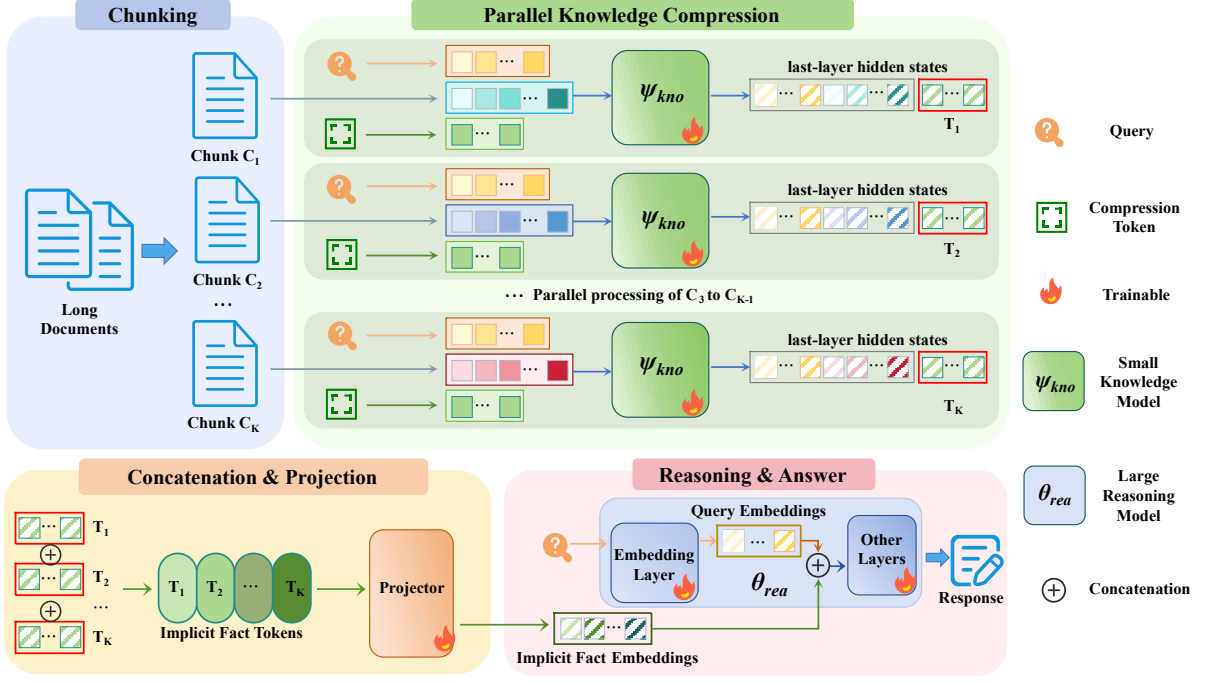 Chunking
Parallel Knowledge Compression
Chunk C1
Chunk C2
...
Chunk CK
Long
Documents
...
...
...
ψkno
last-layer hidden states
... ...
...
T1
...
...
...
ψkno
last-layer hidden states
... ...
...
T2
... Parallel processing of C3 to CK-1
...
...
...
ψkno
last-layer hidden states
... ...
...
TK
Query
Compression
Token
Trainable
ψkno
Small
Knowledge
Model
θrea
Large
Reasoning
Model
Concatenation
Concatenation & Projection
... T1
... T2
...
... TK
T1 T2 ... TK
Implicit Fact Tokens
Projector
Reasoning & Answer
Query Embeddings
Embedding
Layer
...
θrea
Other
Layers
Response
...
Implicit Fact Embeddings